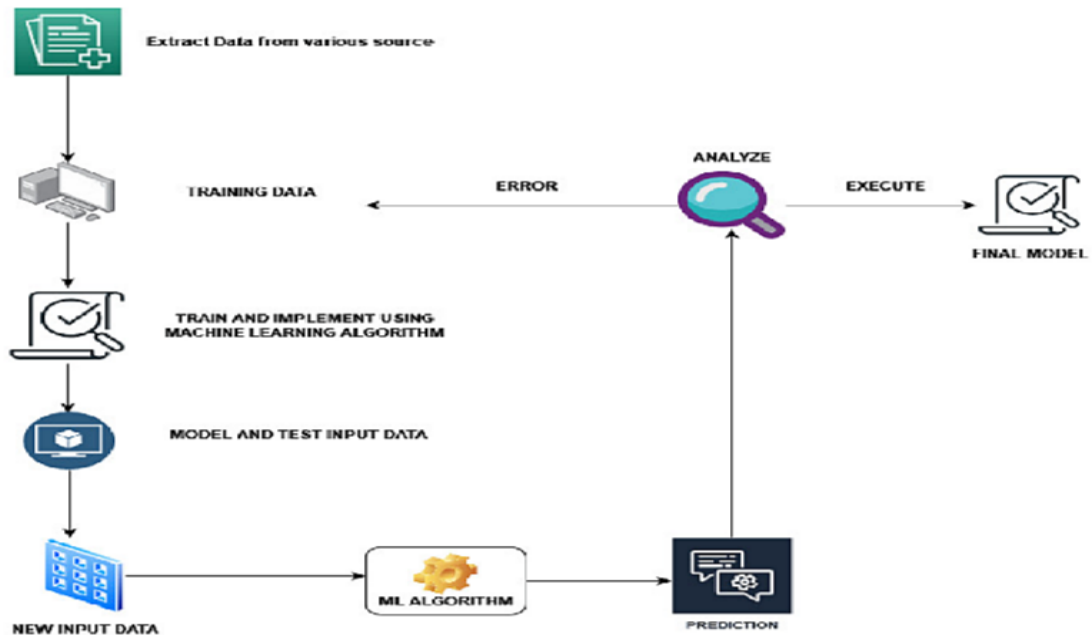 Extract Data from various source
ANALYZE
TRAINING DATA
ERROR
EXECUTE
FINAL MODEL
TRAIN AND IMPLEMENT USING
MACHINE LEARNING ALGORITHM
MODEL AND TEST INPUT DATA
NEW INPUT DATA
ML ALGORITHM
PREDICTION